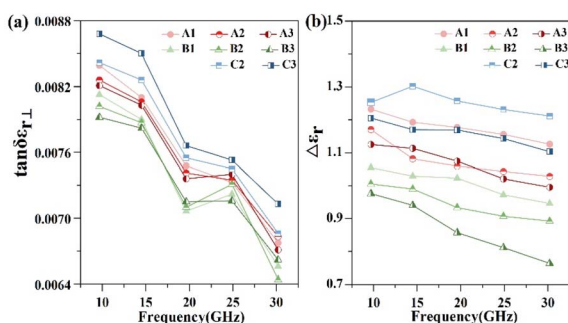 (a)
tanδεr⊥
0.0088
0.0082
0.0076
0.0070
0.0064
A1 A2 A3
B1 B2 B3
C2 C3
10 15 20 25 30
Frequency(GHz)
(b)
△εr
1.5
1.3
1.1
0.9
0.7
A1 A2 A3
B1 B2 B3
C2 C3
10 15 20 25 30
Frequency(GHz)